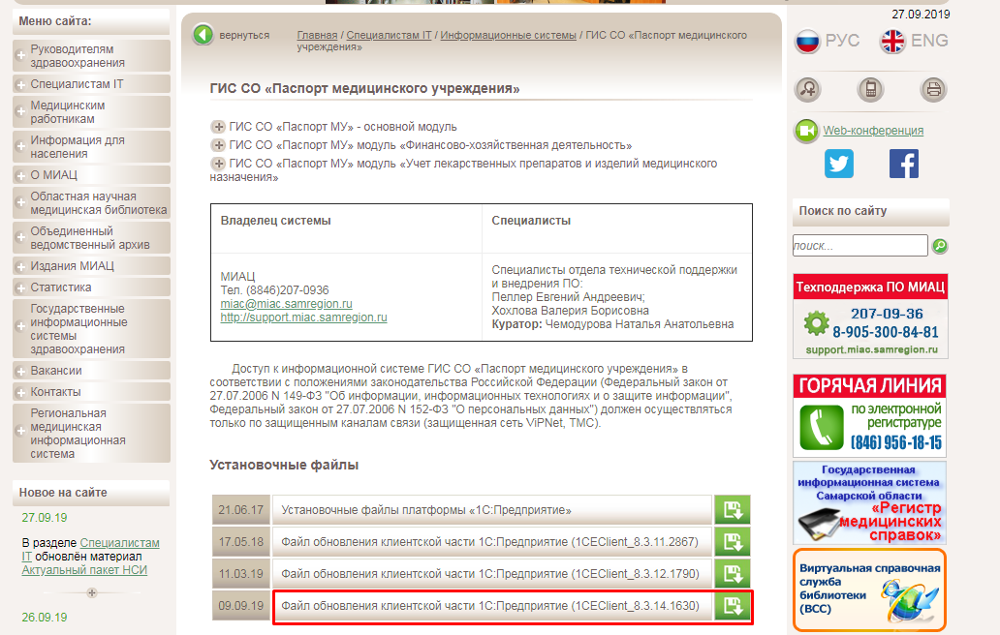 Меню сайта:
Руководителям
здравоохранения
Специалистам IT
Медицинским
работникам
Информация для
населения
О МИАЦ
Областная научная
медицинская библиотека
Объединенный
ведомственный архив
Издания МИАЦ
Статистика
Государственные
информационные
системы
здравоохранения
Вакансии
Контакты
Региональная
медицинская
информационная
система
Новое на сайте
27.09.19
В разделе Специалистам
IT обновлён материал
Актуальный пакет НСИ
26.09.19
вернуться
Главная / Специалистам IT / Информационные системы / ГИС СО «Паспорт медицинского
учреждения»
ГИС СО «Паспорт медицинского учреждения»
ГИС СО «Паспорт МУ» - основной модуль
ГИС СО «Паспорт МУ» модуль «Финансово-хозяйственная деятельность»
ГИС СО «Паспорт МУ» модуль «Учет лекарственных препаратов и изделий медицинского
назначения»
Владелец системы
Специалисты
МИАЦ
Тел. (8846)207-0936
miac@miac.samregion.ru
http://support.miac.samregion.ru
Специалисты отдела технической поддержки
и внедрения ПО:
Пеллер Евгений Андреевич;
Хохлова Валерия Борисовна
Куратор: Чемодурова Наталья Анатольевна
Доступ к информационной системе ГИС СО «Паспорт медицинского учреждения» в
соответствии с положениями законодательства Российской Федерации (Федеральный закон от
27.07.2006 N 149-ФЗ "Об информации, информационных технологиях и о защите информации",
Федеральный закон от 27.07.2006 N 152-ФЗ "О персональных данных") должен осуществляться
только по защищенным каналам связи (защищенная сеть ViPNet, ТМС).
Установочные файлы
21.06.17 Установочные файлы платформы «1С:Предприятие»
17.05.18 Файл обновления клиентской части 1С:Предприятие (1CEClient_8.3.11.2867)
11.03.19 Файл обновления клиентской части 1С:Предприятие (1CEClient_8.3.12.1790)
09.09.19 Файл обновления клиентской части 1С:Предприятие (1CEClient_8.3.14.1630)
27.09.2019
РУС ENG
Web-конференция
Поиск по сайту
поиск...
Техподдержка ПО МИАЦ
207-09-36
8-905-300-84-81
support.miac.samregion.ru
ГОРЯЧАЯ ЛИНИЯ
по электронной
регистратуре
(846) 956-18-15
Государственная
информационная система
Самарской области
«Регистр
медицинских
справок»
Виртуальная справочная
служба
библиотеки
(ВСС)